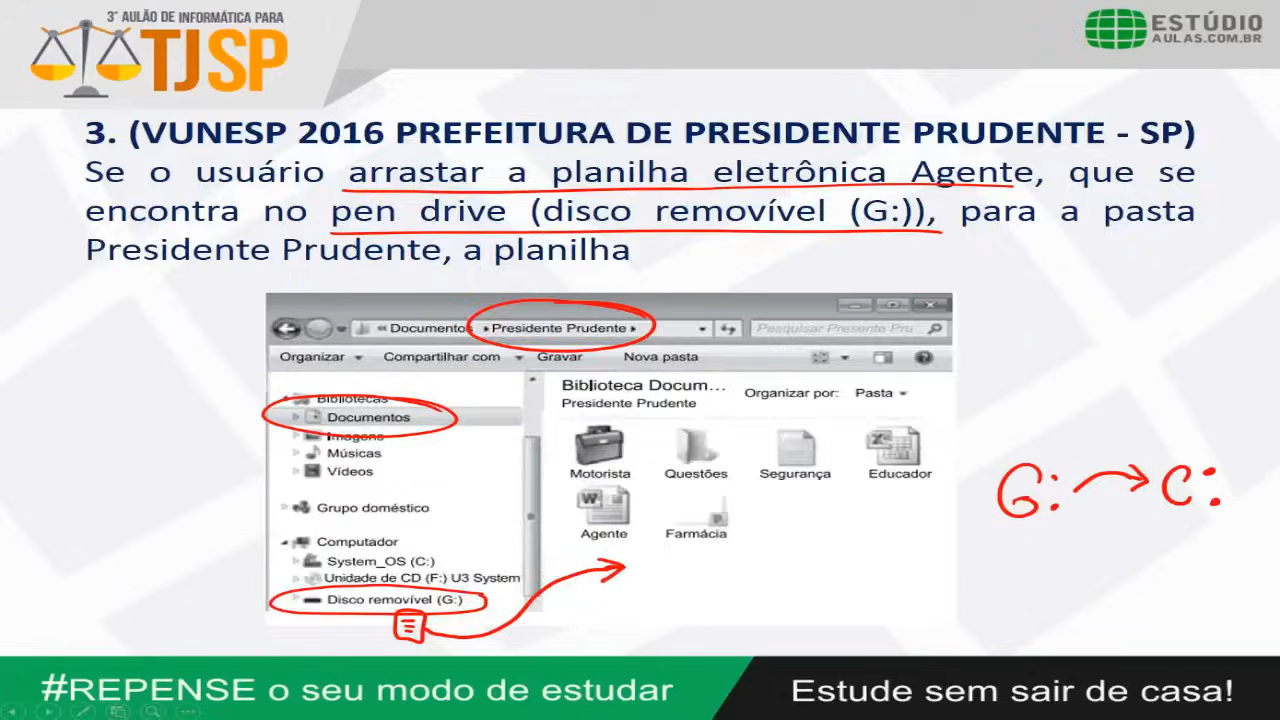 3° AULÃO DE INFORMÁTICA PARA
TJSP
ESTÚDIO
AULAS.COM.BR
3. (VUNESP 2016 PREFEITURA DE PRESIDENTE PRUDENTE - SP)
Se o usuário arrastar a planilha eletrônica Agente, que se
encontra no pen drive (disco removível (G:)), para a pasta
Presidente Prudente, a planilha
Documentos Presidente Prudente Pesquisar Presente Pru
Organizar Compartilhar com Gravar Nova pasta
Bibliotecas
Documentos
Imagens
Músicas
Vídeos
Grupo doméstico
Computador
System_OS (C:)
Unidade de CD (F:) U3 System
Disco removível (G:)
Biblioteca Docum...
Presidente Prudente
Organizar por: Pasta
Motorista Questões Segurança Educador
Agente Farmácia
G: → C:
#REPENSE o seu modo de estudar
Estude sem sair de casa!